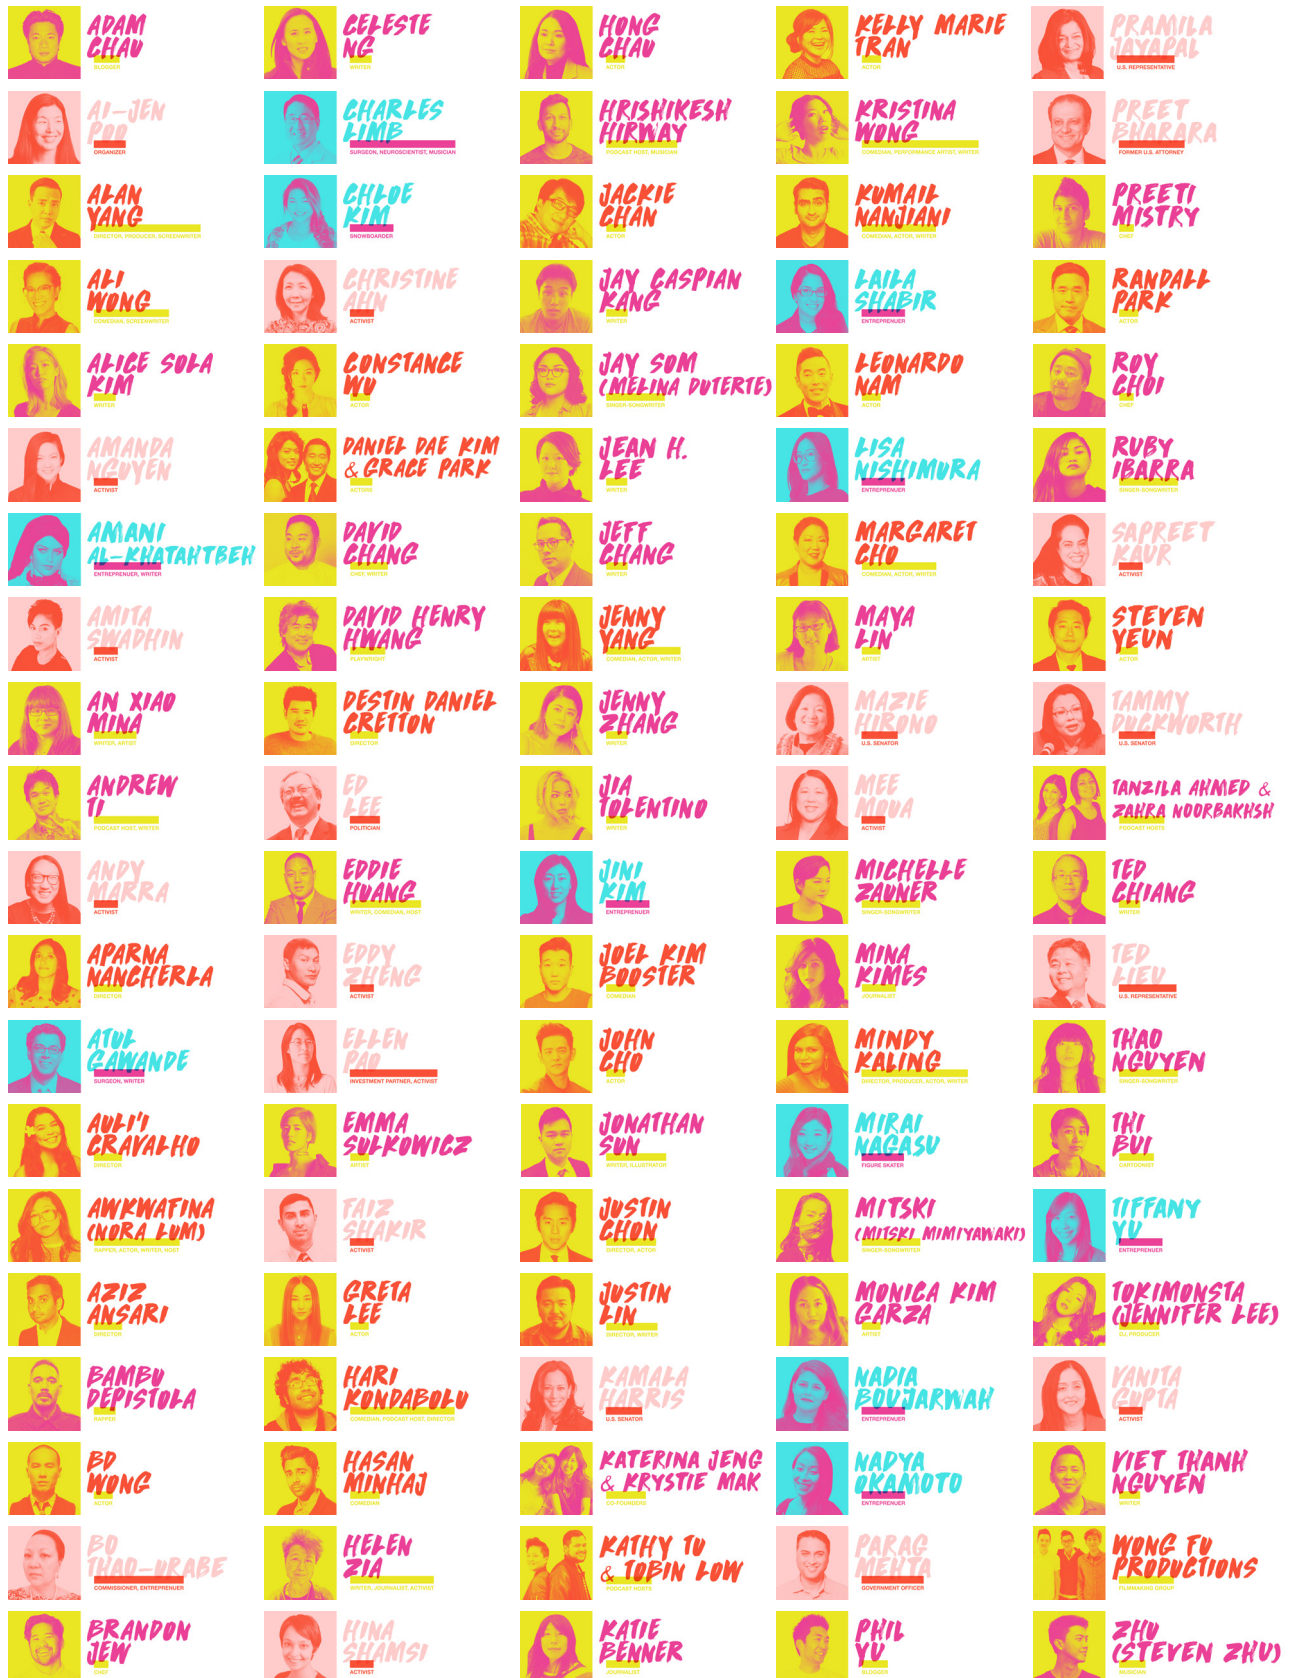 ADAM
CHAU
BLOGGER
AI-JEN
POO
ORGANIZER
ALAN
YANG
DIRECTOR, PRODUCER, SCREENWRITER
ALI
WONG
COMEDIAN, SCREENWRITER
ALICE SOLA
KIM
WRITER
AMANDA
NGUYEN
ACTIVIST
AMANI
AL-KHATAHTBEH
ENTREPRENUER, WRITER
AMITA
SWADHIN
ACTIVIST
AN XIAO
MINA
WRITER, ARTIST
ANDREW
TI
PODCAST HOST, WRITER
ANDY
MARRA
ACTIVIST
APARNA
NANCHERLA
DIRECTOR
ATUL
GAWANDE
SURGEON, WRITER
AULI'I
CRAVALHO
DIRECTOR
AWKWAFINA
(NORA LUM)
RAPPER, ACTOR, WRITER, HOST
AZIZ
ANSARI
DIRECTOR
BAMBU
DEPISTOLA
RAPPER
BD
WONG
ACTOR
BO
THAO-URABE
COMMISSIONER, ENTREPRENUER
BRANDON
JEW
CHEF
CELESTE
NG
WRITER
CHARLES
LIMB
SURGEON, NEUROSCIENTIST, MUSICIAN
CHLOE
KIM
SNOWBOARDER
CHRISTINE
AHN
ACTIVIST
CONSTANCE
WU
ACTOR
DANIEL DAE KIM
& GRACE PARK
ACTORS
DAVID
CHANG
CHEF, WRITER
DAVID HENRY
HWANG
PLAYWRIGHT
DESTIN DANIEL
CRETTON
DIRECTOR
ED
LEE
POLITICIAN
EDDIE
HUANG
WRITER, COMEDIAN, HOST
EDDY
ZHENG
ACTIVIST
ELLEN
PAO
INVESTMENT PARTNER, ACTIVIST
EMMA
SULKOWICZ
ARTIST
FAIZ
SHAKIR
ACTIVIST
GRETA
LEE
ACTOR
HARI
KONDABOLU
COMEDIAN, PODCAST HOST, DIRECTOR
HASAN
MINHAJ
COMEDIAN
HELEN
ZIA
WRITER, JOURNALIST, ACTIVIST
HINA
SHAMSI
ACTIVIST
HONG
CHAU
ACTOR
HRISHIKESH
HIRWAY
PODCAST HOST, MUSICIAN
JACKIE
CHAN
ACTOR
JAY CASPIAN
KANG
WRITER
JAY SOM
(MELINA DUTERTE)
SINGER-SONGWRITER
JEAN H.
LEE
WRITER
JEFF
CHANG
WRITER
JENNY
YANG
COMEDIAN, ACTOR, WRITER
JENNY
ZHANG
WRITER
JIA
TOLENTINO
WRITER
JINI
KIM
ENTREPRENUER
JOEL KIM
BOOSTER
COMEDIAN
JOHN
CHO
ACTOR
JONATHAN
SUN
WRITER, ILLUSTRATOR
JUSTIN
CHON
DIRECTOR, ACTOR
JUSTIN
LIN
DIRECTOR, WRITER
KAMALA
HARRIS
U.S. SENATOR
KATERINA JENG
& KRYSTIE MAK
CO-FOUNDERS
KATHY TU
& TOBIN LOW
PODCAST HOSTS
KATIE
BENNER
JOURNALIST
KELLY MARIE
TRAN
ACTOR
KRISTINA
WONG
COMEDIAN, PERFORMANCE ARTIST, WRITER
KUMAIL
NANJIANI
COMEDIAN, ACTOR, WRITER
LAILA
SHABIR
ENTREPRENUER
LEONARDO
NAM
ACTOR
LISA
NISHIMURA
ENTREPRENUER
MARGARET
CHO
COMEDIAN, ACTOR, WRITER
MAYA
LIN
ARTIST
MAZIE
HIRONO
U.S. SENATOR
MEE
MOUA
ACTIVIST
MICHELLE
ZAUNER
SINGER-SONGWRITER
MINA
KIMES
JOURNALIST
MINDY
KALING
DIRECTOR, PRODUCER, ACTOR, WRITER
MIRAI
NAGASU
FIGURE SKATER
MITSKI
(MITSKI MIMIYAWAKI)
SINGER-SONGWRITER
MONICA KIM
GARZA
ARTIST
NADIA
BOUJARWAH
ENTREPRENUER
NADYA
OKAMOTO
ENTREPRENUER
PARAG
MEHTA
GOVERNMENT OFFICER
PHIL
YU
BLOGGER
PRAMILA
JAYAPAL
U.S. REPRESENTATIVE
PREET
BHARARA
FORMER U.S. ATTORNEY
PREETI
MISTRY
CHEF
RANDALL
PARK
ACTOR
ROY
CHOI
CHEF
RUBY
IBARRA
SINGER-SONGWRITER
SAPREET
KAUR
ACTIVIST
STEVEN
YEUN
ACTOR
TAMMY
DUCKWORTH
U.S. SENATOR
TANZILA AHMED &
ZAHRA NOORBAKHSH
PODCAST HOSTS
TED
CHIANG
WRITER
TED
LIEU
U.S. REPRESENTATIVE
THAO
NGUYEN
SINGER-SONGWRITER
THI
BUI
CARTOONIST
TIFFANY
YU
ENTREPRENUER
TOKIMONSTA
(JENNIFER LEE)
DJ, PRODUCER
VANITA
GUPTA
ACTIVIST
VIET THANH
NGUYEN
WRITER
WONG FU
PRODUCTIONS
FILMMAKING GROUP
ZHU
(STEVEN ZHU)
MUSICIAN